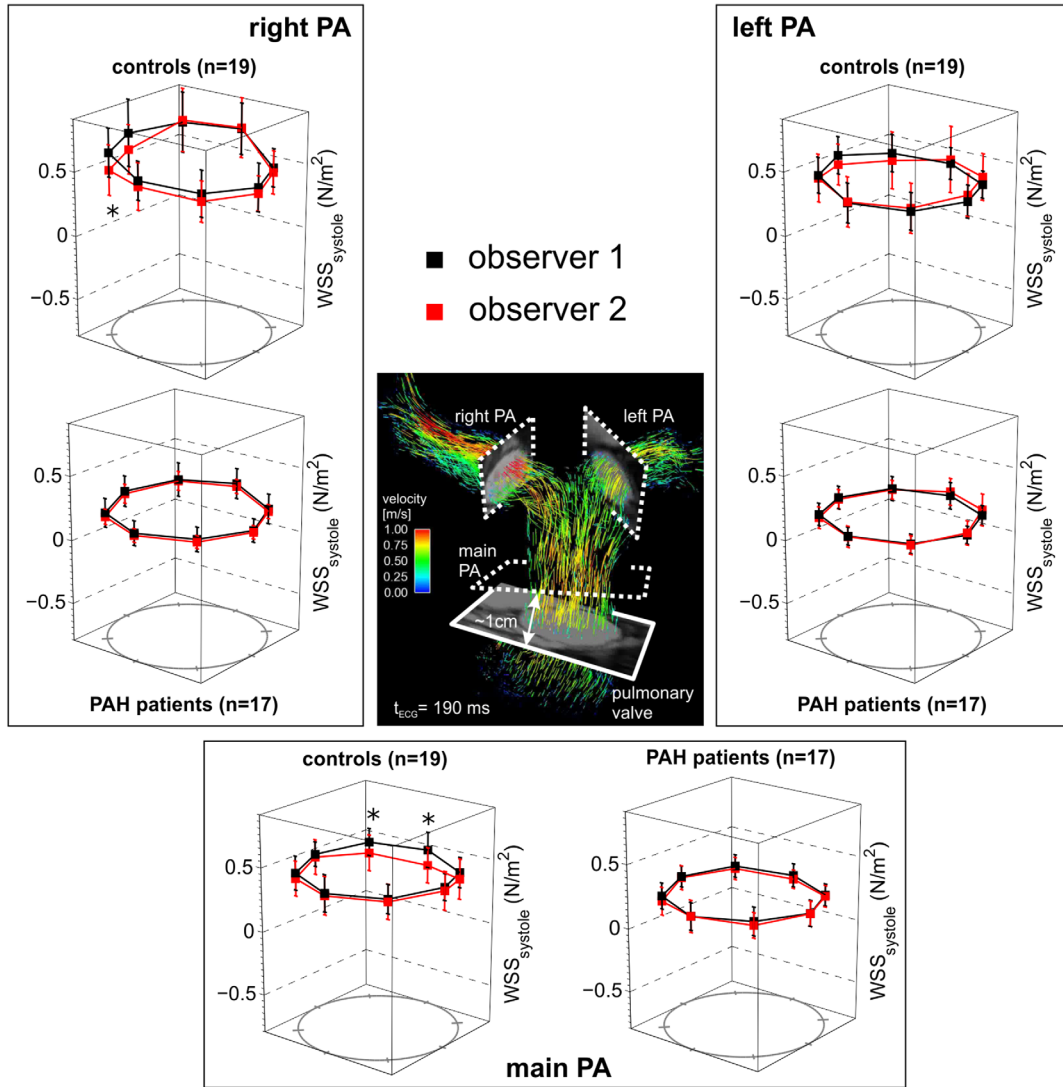 right PA
controls (n=19)
0.5
0
−0.5
WSSsystole (N/m²)
*
0.5
0
−0.5
WSSsystole (N/m²)
PAH patients (n=17)
observer 1
observer 2
right PA
left PA
velocity
[m/s]
1.00
0.75
0.50
0.25
0.00
main
PA
~1cm
pulmonary
valve
tECG= 190 ms
left PA
controls (n=19)
0.5
0
−0.5
WSSsystole (N/m²)
0.5
0
−0.5
WSSsystole (N/m²)
PAH patients (n=17)
controls (n=19)
* *
0.5
0
−0.5
WSSsystole (N/m²)
PAH patients (n=17)
0.5
0
−0.5
WSSsystole (N/m²)
main PA